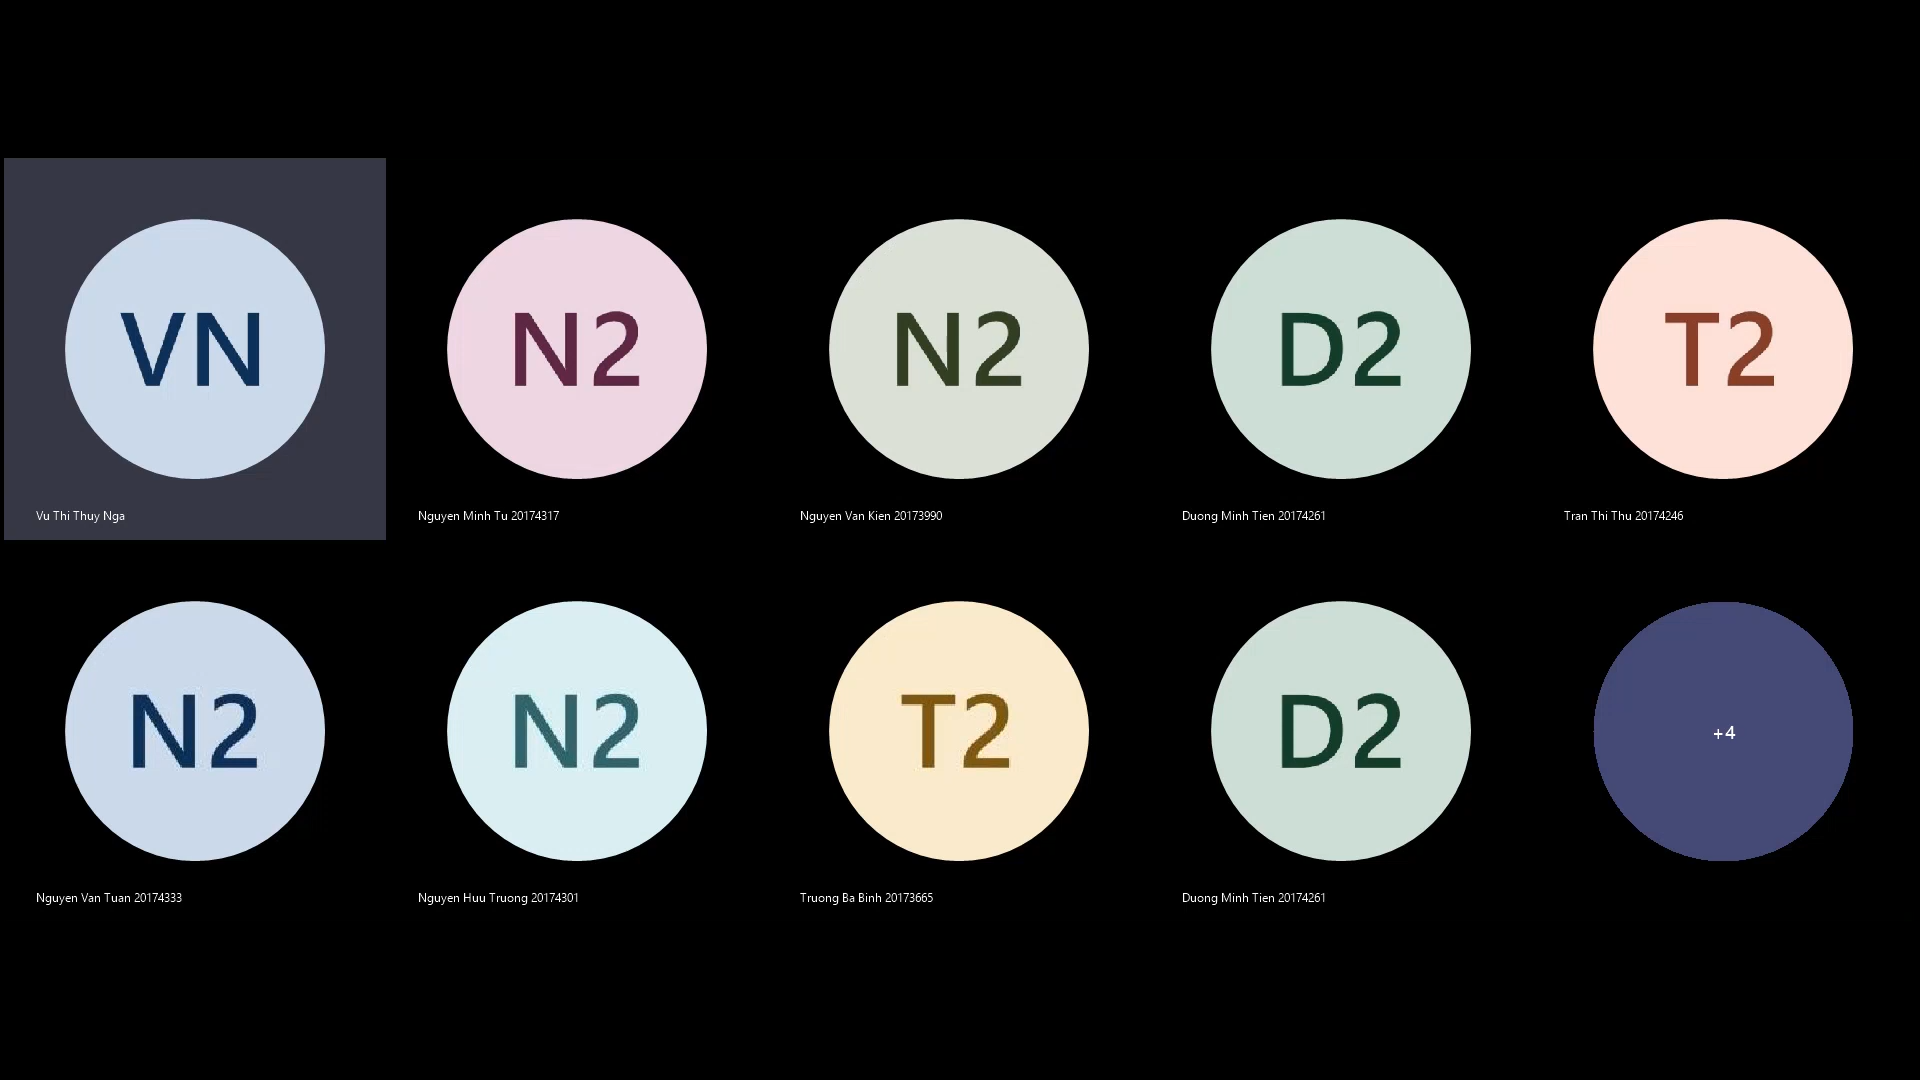 VN
N2
N2
D2
T2
Vu Thi Thuy Nga
Nguyen Minh Tu 20174317
Nguyen Van Kien 20173990
Duong Minh Tien 20174261
Tran Thi Thu 20174246
N2
N2
T2
D2
+4
Nguyen Van Tuan 20174333
Nguyen Huu Truong 20174301
Truong Ba Binh 20173665
Duong Minh Tien 20174261